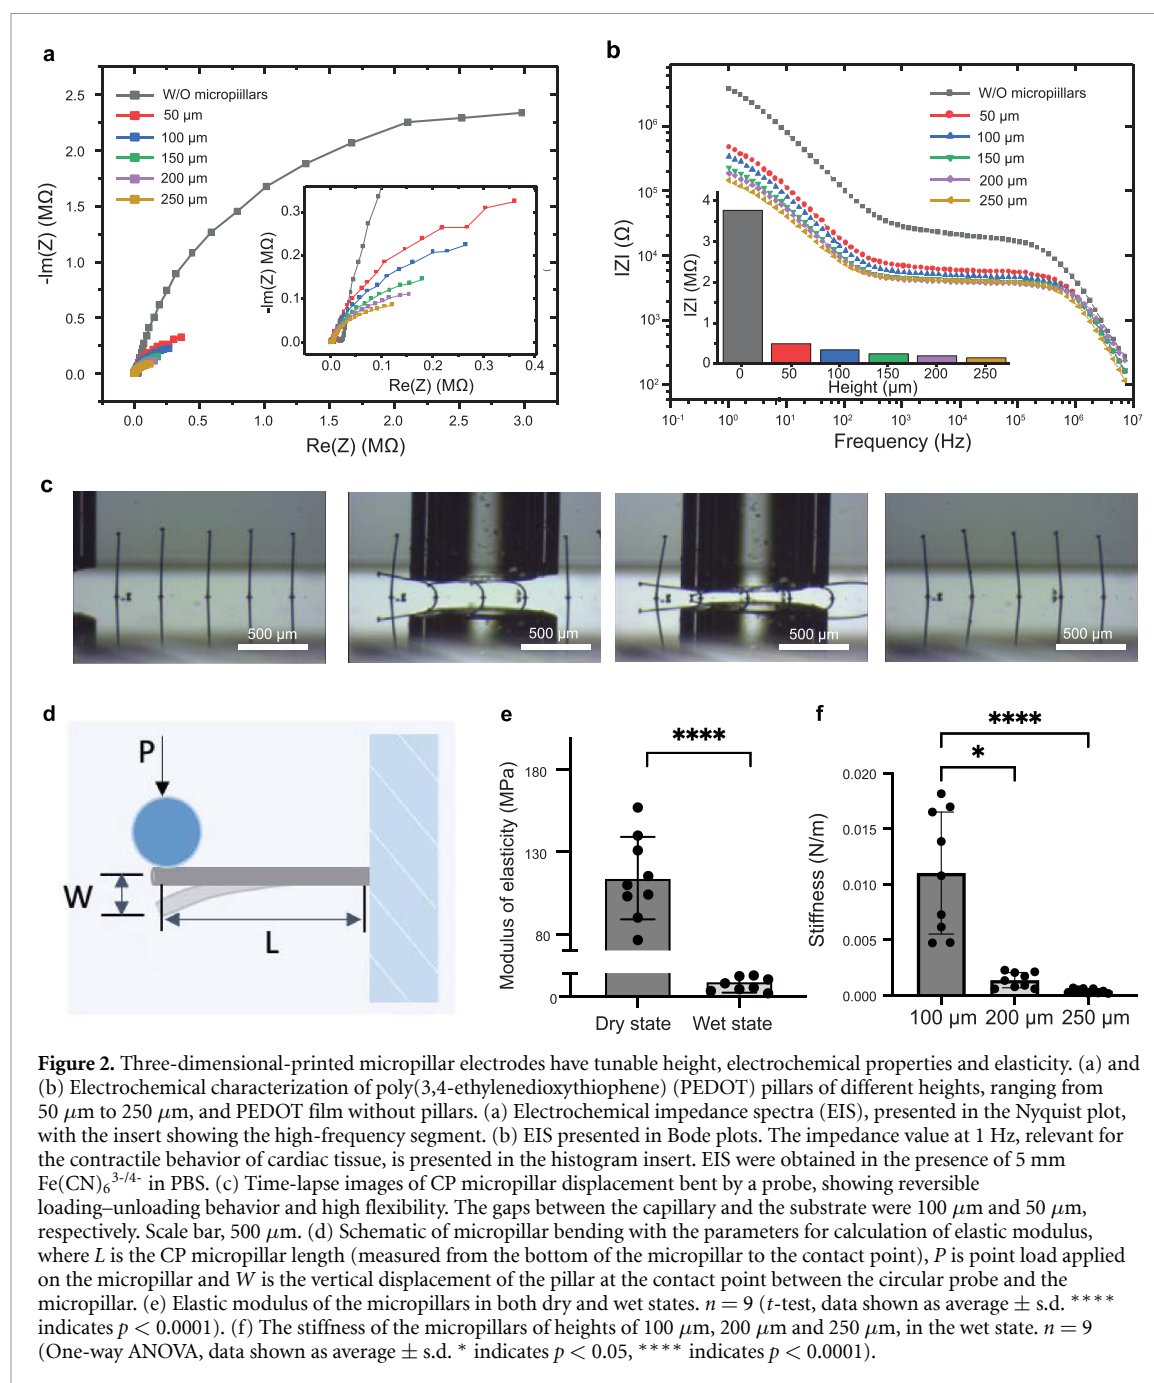 a
2.5
2.0
1.5
1.0
0.5
0.0
-Im(Z) (MΩ)
W/O micropiillars
50 µm
100 µm
150 µm
200 µm
250 µm
0.3
0.2
0.1
0.0
-Im(Z) MΩ)
0.0 0.1 0.2 0.3 0.4
Re(Z) (MΩ)
0.0 0.5 1.0 1.5 2.0 2.5 3.0
Re(Z) (MΩ)
b
10⁶
10⁵
10⁴
10³
10²
IZI (Ω)
W/O micropillars
50 µm
100 µm
150 µm
200 µm
250 µm
4
3
2
1
0
IZI (MΩ)
0 50 100 150 200 250
Height (µm)
10⁻¹ 10⁰ 10¹ 10² 10³ 10⁴ 10⁵ 10⁶ 10⁷
Frequency (Hz)
c
500 µm
500 µm
500 µm
500 µm
d
P
W
L
e
****
180
130
80
0
Modulus of elasticity (MPa)
Dry state Wet state
f
****
*
0.020
0.015
0.010
0.005
0.000
Stiffness (N/m)
100 µm 200 µm 250 µm
Figure 2. Three-dimensional-printed micropillar electrodes have tunable height, electrochemical properties and elasticity. (a) and
(b) Electrochemical characterization of poly(3,4-ethylenedioxythiophene) (PEDOT) pillars of different heights, ranging from
50 µm to 250 µm, and PEDOT film without pillars. (a) Electrochemical impedance spectra (EIS), presented in the Nyquist plot,
with the insert showing the high-frequency segment. (b) EIS presented in Bode plots. The impedance value at 1 Hz, relevant for
the contractile behavior of cardiac tissue, is presented in the histogram insert. EIS were obtained in the presence of 5 mm
Fe(CN)₆³⁻/⁴⁻ in PBS. (c) Time-lapse images of CP micropillar displacement bent by a probe, showing reversible
loading–unloading behavior and high flexibility. The gaps between the capillary and the substrate were 100 µm and 50 µm,
respectively. Scale bar, 500 µm. (d) Schematic of micropillar bending with the parameters for calculation of elastic modulus,
where L is the CP micropillar length (measured from the bottom of the micropillar to the contact point), P is point load applied
on the micropillar and W is the vertical displacement of the pillar at the contact point between the circular probe and the
micropillar. (e) Elastic modulus of the micropillars in both dry and wet states. n = 9 (t-test, data shown as average ± s.d. ****
indicates p < 0.0001). (f) The stiffness of the micropillars of heights of 100 µm, 200 µm and 250 µm, in the wet state. n = 9
(One-way ANOVA, data shown as average ± s.d. * indicates p < 0.05, **** indicates p < 0.0001).